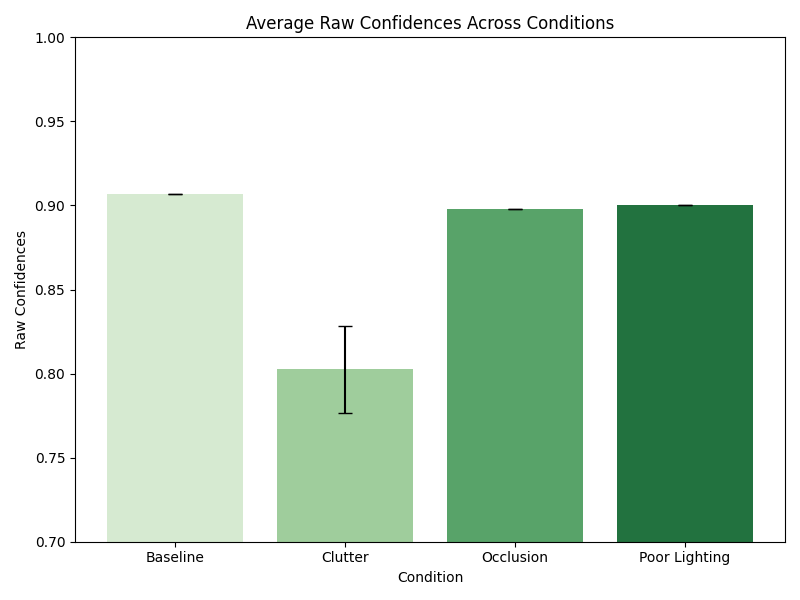 Average Raw Confidences Across Conditions
1.00
0.95
0.90
0.85
0.80
0.75
0.70
Raw Confidences
Baseline
Clutter
Occlusion
Poor Lighting
Condition